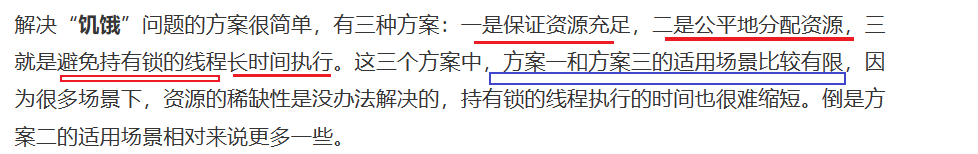 解决“饥饿”问题的方案很简单，有三种方案：一是保证资源充足，二是公平地分配资源，三
就是避免持有锁的线程长时间执行。这三个方案中，方案一和方案三的适用场景比较有限，因
为很多场景下，资源的稀缺性是没办法解决的，持有锁的线程执行的时间也很难缩短。倒是方
案二的适用场景相对来说更多一些。